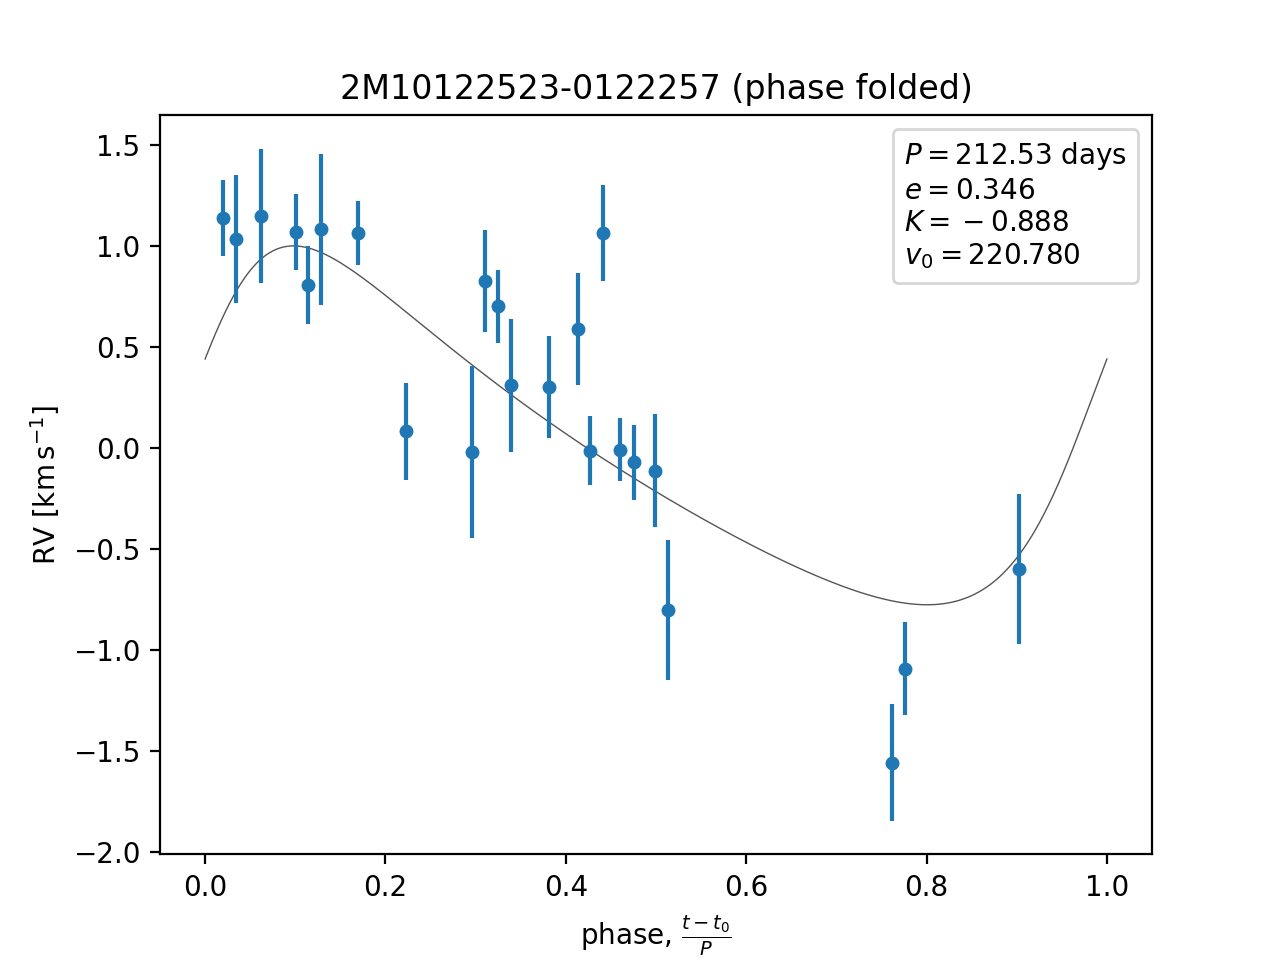 2M10122523-0122257 (phase folded)
P = 212.53 days
e = 0.346
K = −0.888
v₀ = 220.780
RV [km s⁻¹]
1.5
1.0
0.5
0.0
−0.5
−1.0
−1.5
−2.0
0.0 0.2 0.4 0.6 0.8 1.0
phase, (t − t₀)/P